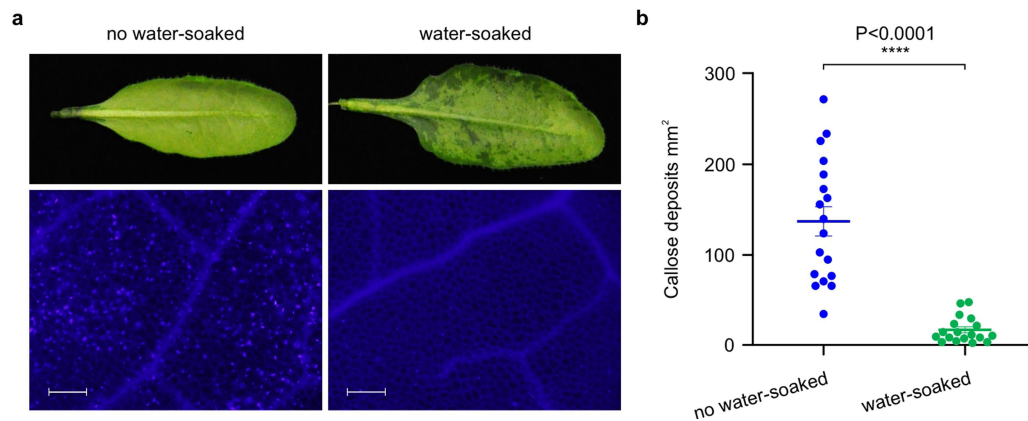 a
no water-soaked
water-soaked
b
P<0.0001
****
Callose deposits mm²
300
200
100
0
no water-soaked
water-soaked